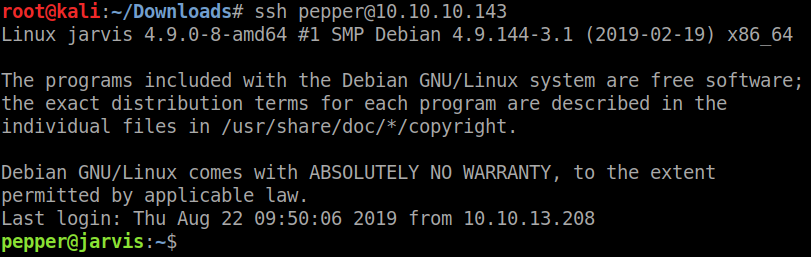 root@kali:~/Downloads# ssh pepper@10.10.10.143
Linux jarvis 4.9.0-8-amd64 #1 SMP Debian 4.9.144-3.1 (2019-02-19) x86_64
The programs included with the Debian GNU/Linux system are free software;
the exact distribution terms for each program are described in the
individual files in /usr/share/doc/*/copyright.
Debian GNU/Linux comes with ABSOLUTELY NO WARRANTY, to the extent
permitted by applicable law.
Last login: Thu Aug 22 09:50:06 2019 from 10.10.13.208
pepper@jarvis:~$